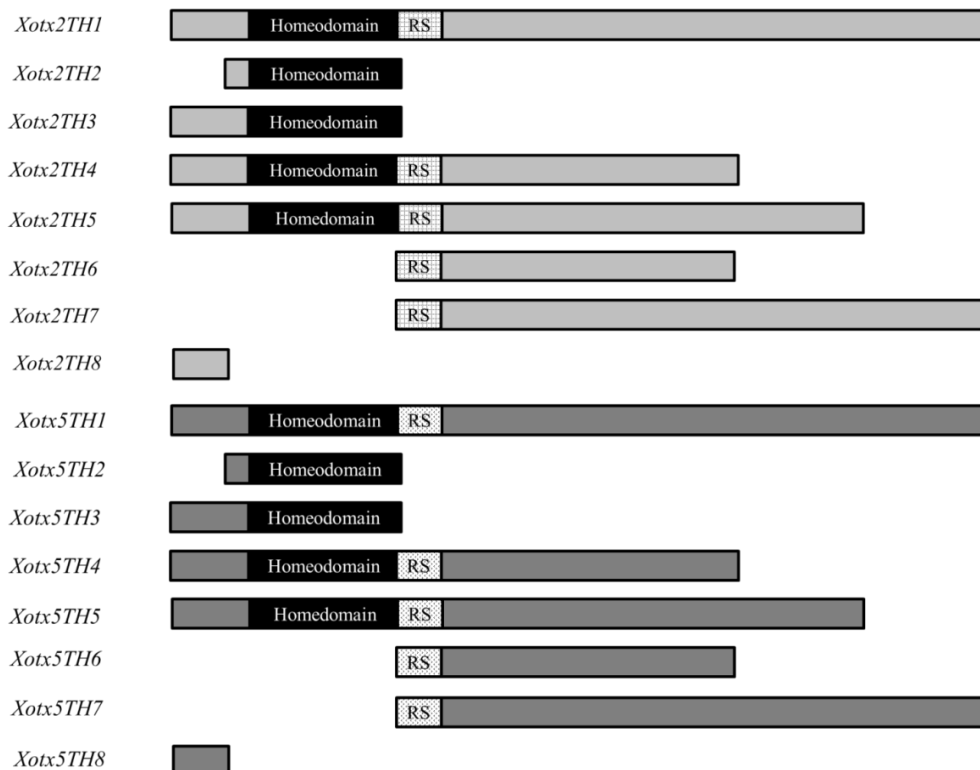 Xotx2TH1 Homeodomain RS
Xotx2TH2 Homeodomain
Xotx2TH3 Homeodomain
Xotx2TH4 Homeodomain RS
Xotx2TH5 Homedomain RS
Xotx2TH6 RS
Xotx2TH7 RS
Xotx2TH8
Xotx5TH1 Homeodomain RS
Xotx5TH2 Homeodomain
Xotx5TH3 Homeodomain
Xotx5TH4 Homeodomain RS
Xotx5TH5 Homedomain RS
Xotx5TH6 RS
Xotx5TH7 RS
Xotx5TH8